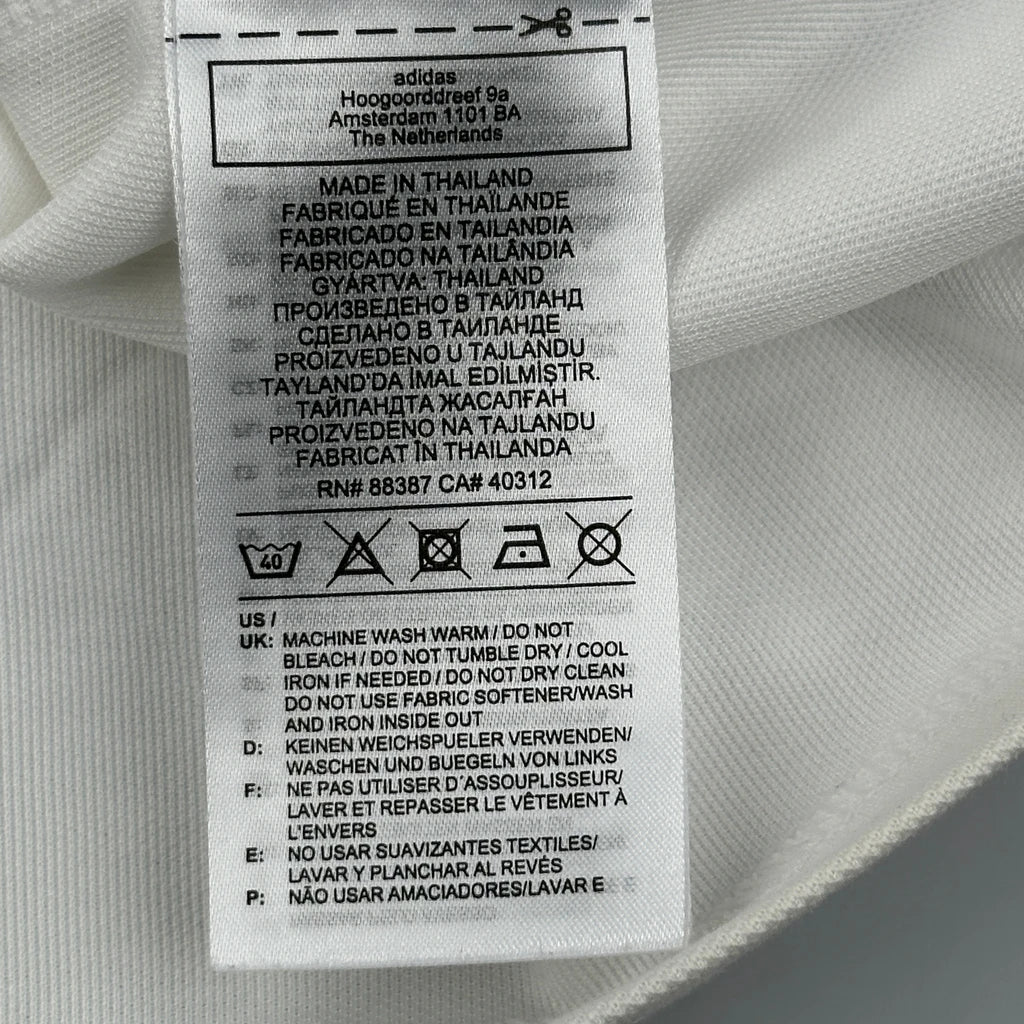 adidas
Hoogoorddreef 9a
Amsterdam 1101 BA
The Netherlands
MADE IN THAILAND
FABRIQUÉ EN THAÏLANDE
FABRICADO EN TAILANDIA
FABRICADO NA TAILÂNDIA
GYÁRTVA: THAILAND
ПРОИЗВЕДЕНО В ТАЙЛАНД
СДЕЛАНО В ТАИЛАНДЕ
PROIZVEDENO U TAJLANDU
TAYLAND'DA İMAL EDİLMİŞTİR.
ТАЙЛАНДТА ЖАСАЛҒАН
PROIZVEDENO NA TAJLANDU
FABRICAT ÎN THAILANDA
RN# 88387 CA# 40312
40
US /
UK: MACHINE WASH WARM / DO NOT
BLEACH / DO NOT TUMBLE DRY / COOL
IRON IF NEEDED / DO NOT DRY CLEAN
DO NOT USE FABRIC SOFTENER/WASH
AND IRON INSIDE OUT
D: KEINEN WEICHSPUELER VERWENDEN/
WASCHEN UND BUEGELN VON LINKS
F: NE PAS UTILISER D´ASSOUPLISSEUR/
LAVER ET REPASSER LE VÊTEMENT À
L'ENVERS
E: NO USAR SUAVIZANTES TEXTILES/
LAVAR Y PLANCHAR AL REVÉS
P: NÃO USAR AMACIADORES/LAVAR E